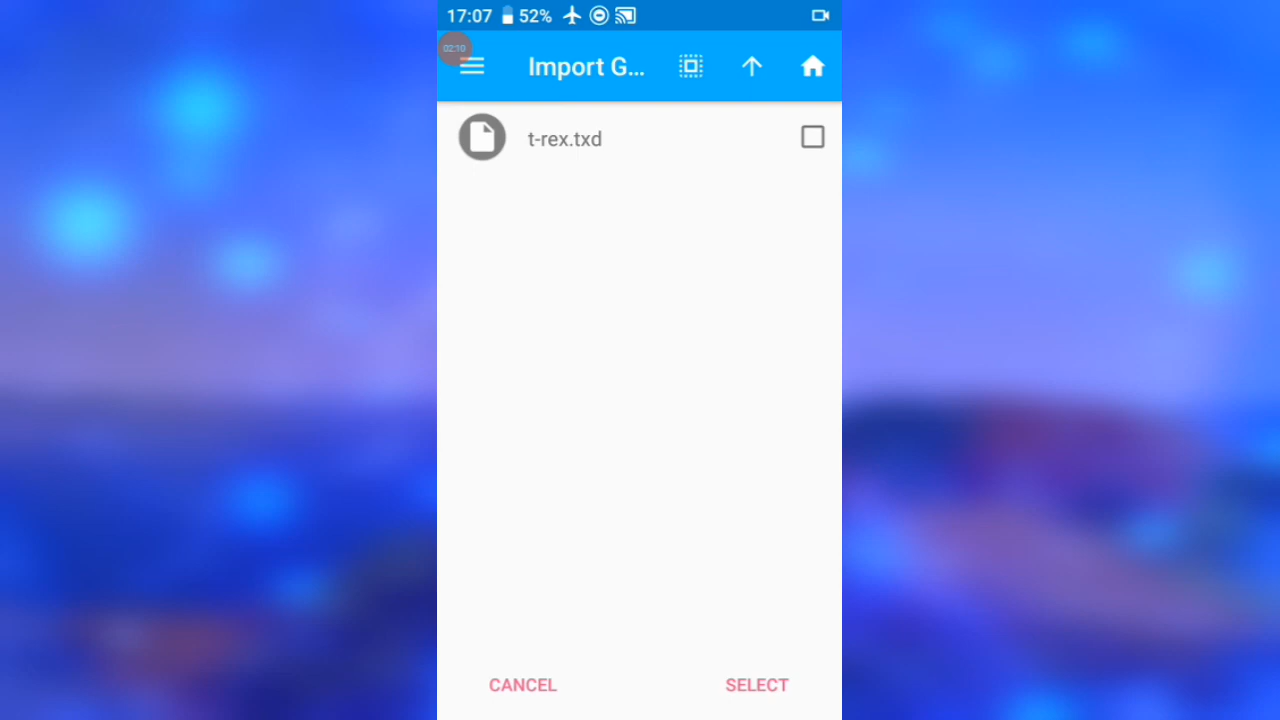 17:07 52%
02:10
Import G...
t-rex.txd
CANCEL SELECT